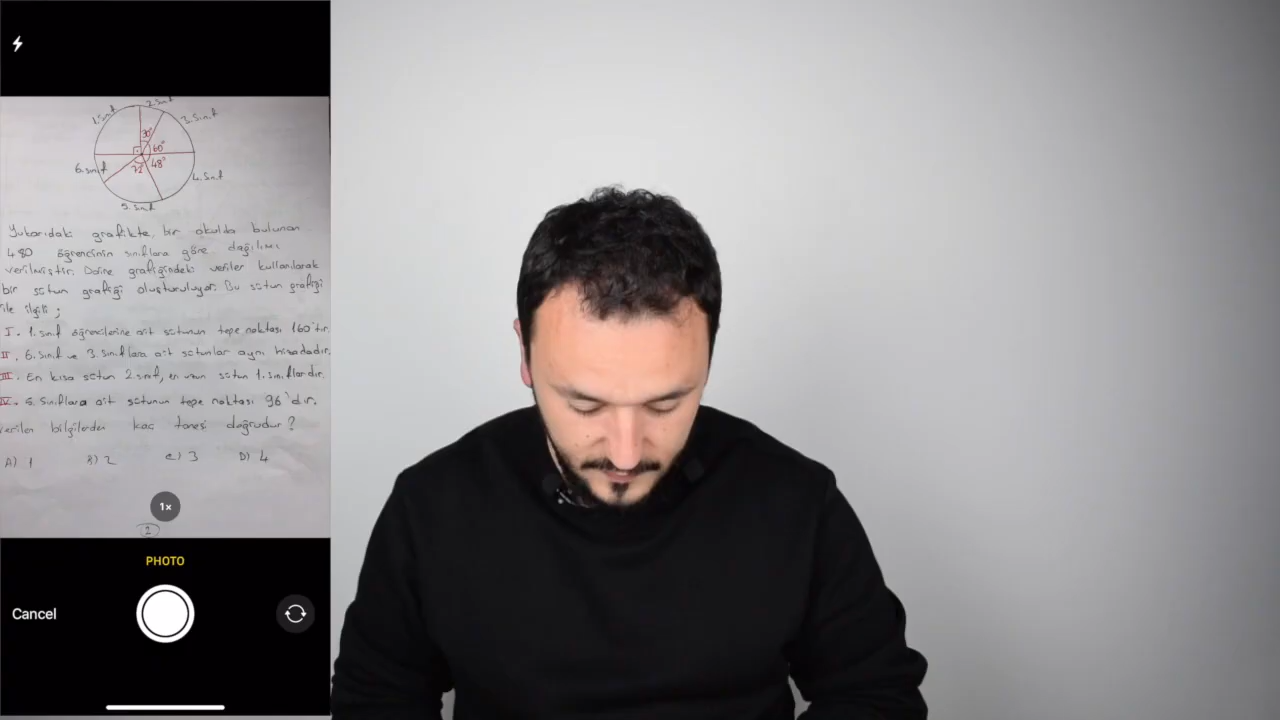 1. Sınıf
2. Sınıf
3. Sınıf
30°
60°
72°
48°
6. sınıf
4. Sınıf
5. sınıf
Yukarıdaki grafikte, bir okulda bulunan
480 öğrencinin sınıflara göre dağılımı
verilmiştir. Daire grafiğindeki veriler kullanılarak
bir sütun grafiği oluşturuluyor. Bu sütun grafiği
ile ilgili;
I. 1. sınıf öğrencilerine ait sütunun tepe noktası 160'tır.
II. 6. Sınıf ve 3. Sınıflara ait sütunlar aynı hizadadır.
III. En kısa sütun 2. sınıf, en uzun sütun 1. sınıflardır.
IV. 5. Sınıflara ait sütunun tepe noktası 96'dır.
verilen bilgilerden kaç tanesi doğrudur?
A) 1 B) 2 C) 3 D) 4
1x
2
PHOTO
Cancel